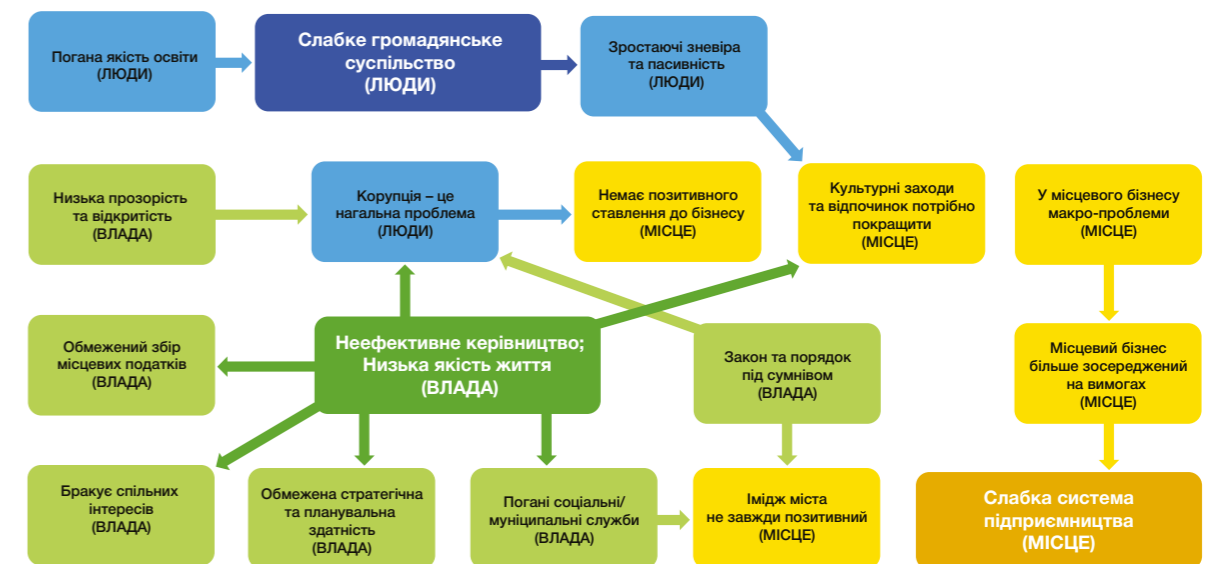 Погана якість освіти
(ЛЮДИ)
Слабке громадянське
суспільство
(ЛЮДИ)
Зростаючі зневіра
та пасивність
(ЛЮДИ)
Низька прозорість
та відкритість
(ВЛАДА)
Корупція – це
нагальна проблема
(ЛЮДИ)
Немає позитивного
ставлення до бізнесу
(МІСЦЕ)
Культурні заходи
та відпочинок потрібно
покращити
(МІСЦЕ)
У місцевого бізнесу
макро-проблеми
(МІСЦЕ)
Обмежений збір
місцевих податків
(ВЛАДА)
Неефективне керівництво;
Низька якість життя
(ВЛАДА)
Закон та порядок
під сумнівом
(ВЛАДА)
Місцевий бізнес
більше зосереджений
на вимогах
(МІСЦЕ)
Бракує спільних
інтересів
(ВЛАДА)
Обмежена стратегічна
та планувальна
здатність
(ВЛАДА)
Погані соціальні/
муніципальні служби
(ВЛАДА)
Імідж міста
не завжди позитивний
(МІСЦЕ)
Слабка система
підприємництва
(МІСЦЕ)